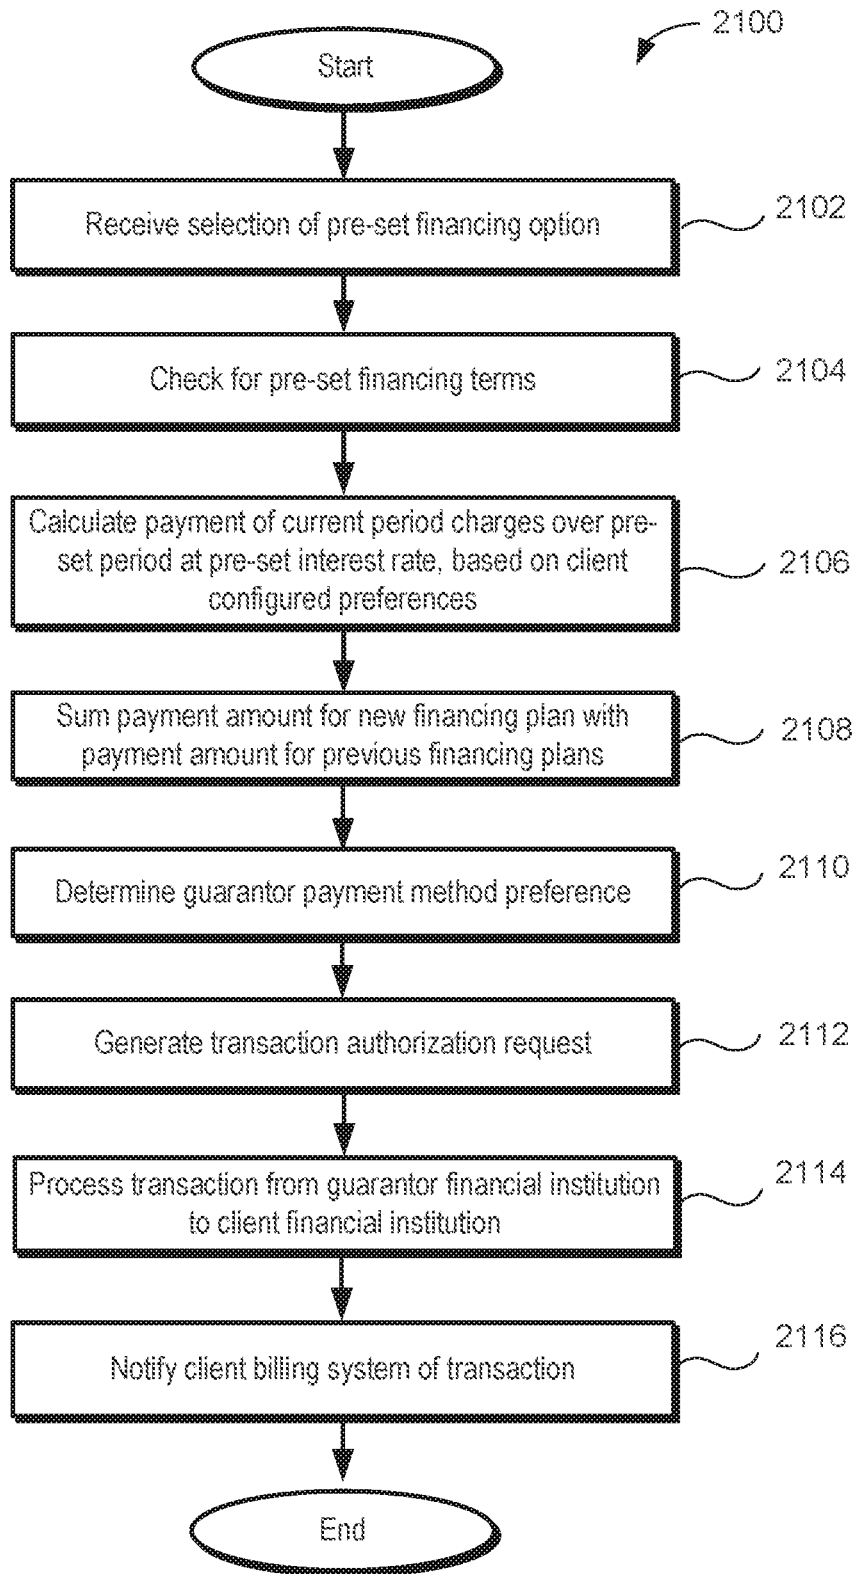 2100
Start
Receive selection of pre-set financing option
2102
Check for pre-set financing terms
2104
Calculate payment of current period charges over pre-
set period at pre-set interest rate, based on client
configured preferences
2106
Sum payment amount for new financing plan with
payment amount for previous financing plans
2108
Determine guarantor payment method preference
2110
Generate transaction authorization request
2112
Process transaction from guarantor financial institution
to client financial institution
2114
Notify client billing system of transaction
2116
End